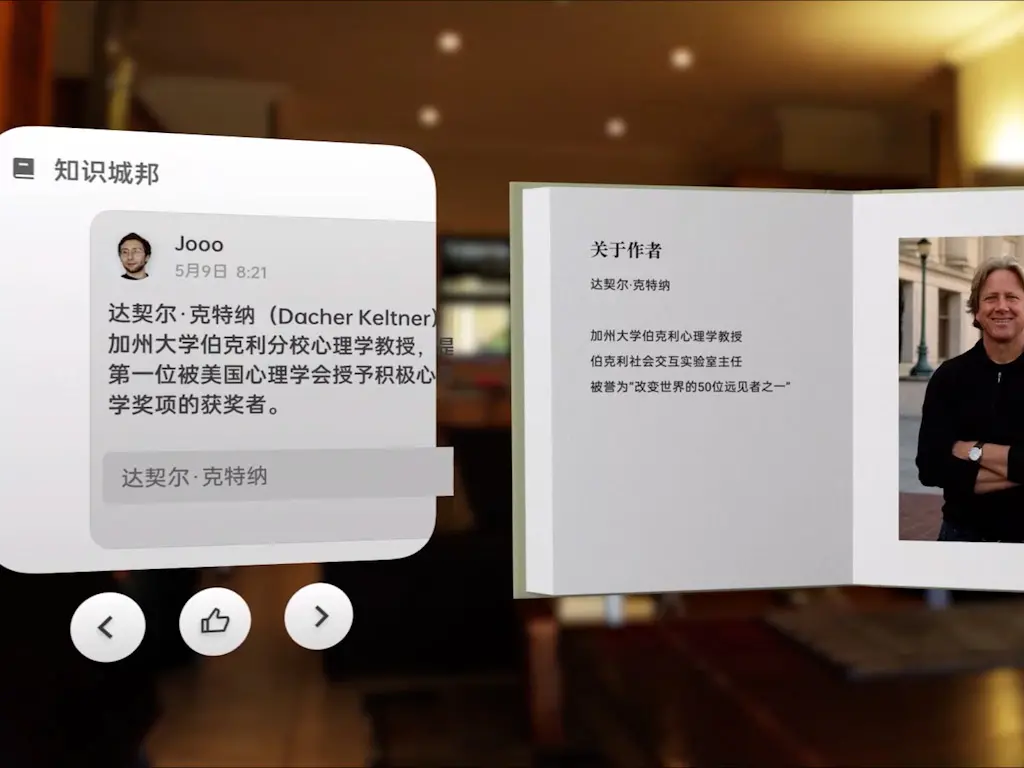 知识城邦
Jooo
5月9日 8:21
达契尔·克特纳（Dacher Keltner）
加州大学伯克利分校心理学教授，是
第一位被美国心理学会授予积极心
学奖项的获奖者。
达契尔·克特纳
关于作者
达契尔·克特纳
加州大学伯克利心理学教授
伯克利社会交互实验室主任
被誉为“改变世界的50位远见者之一”